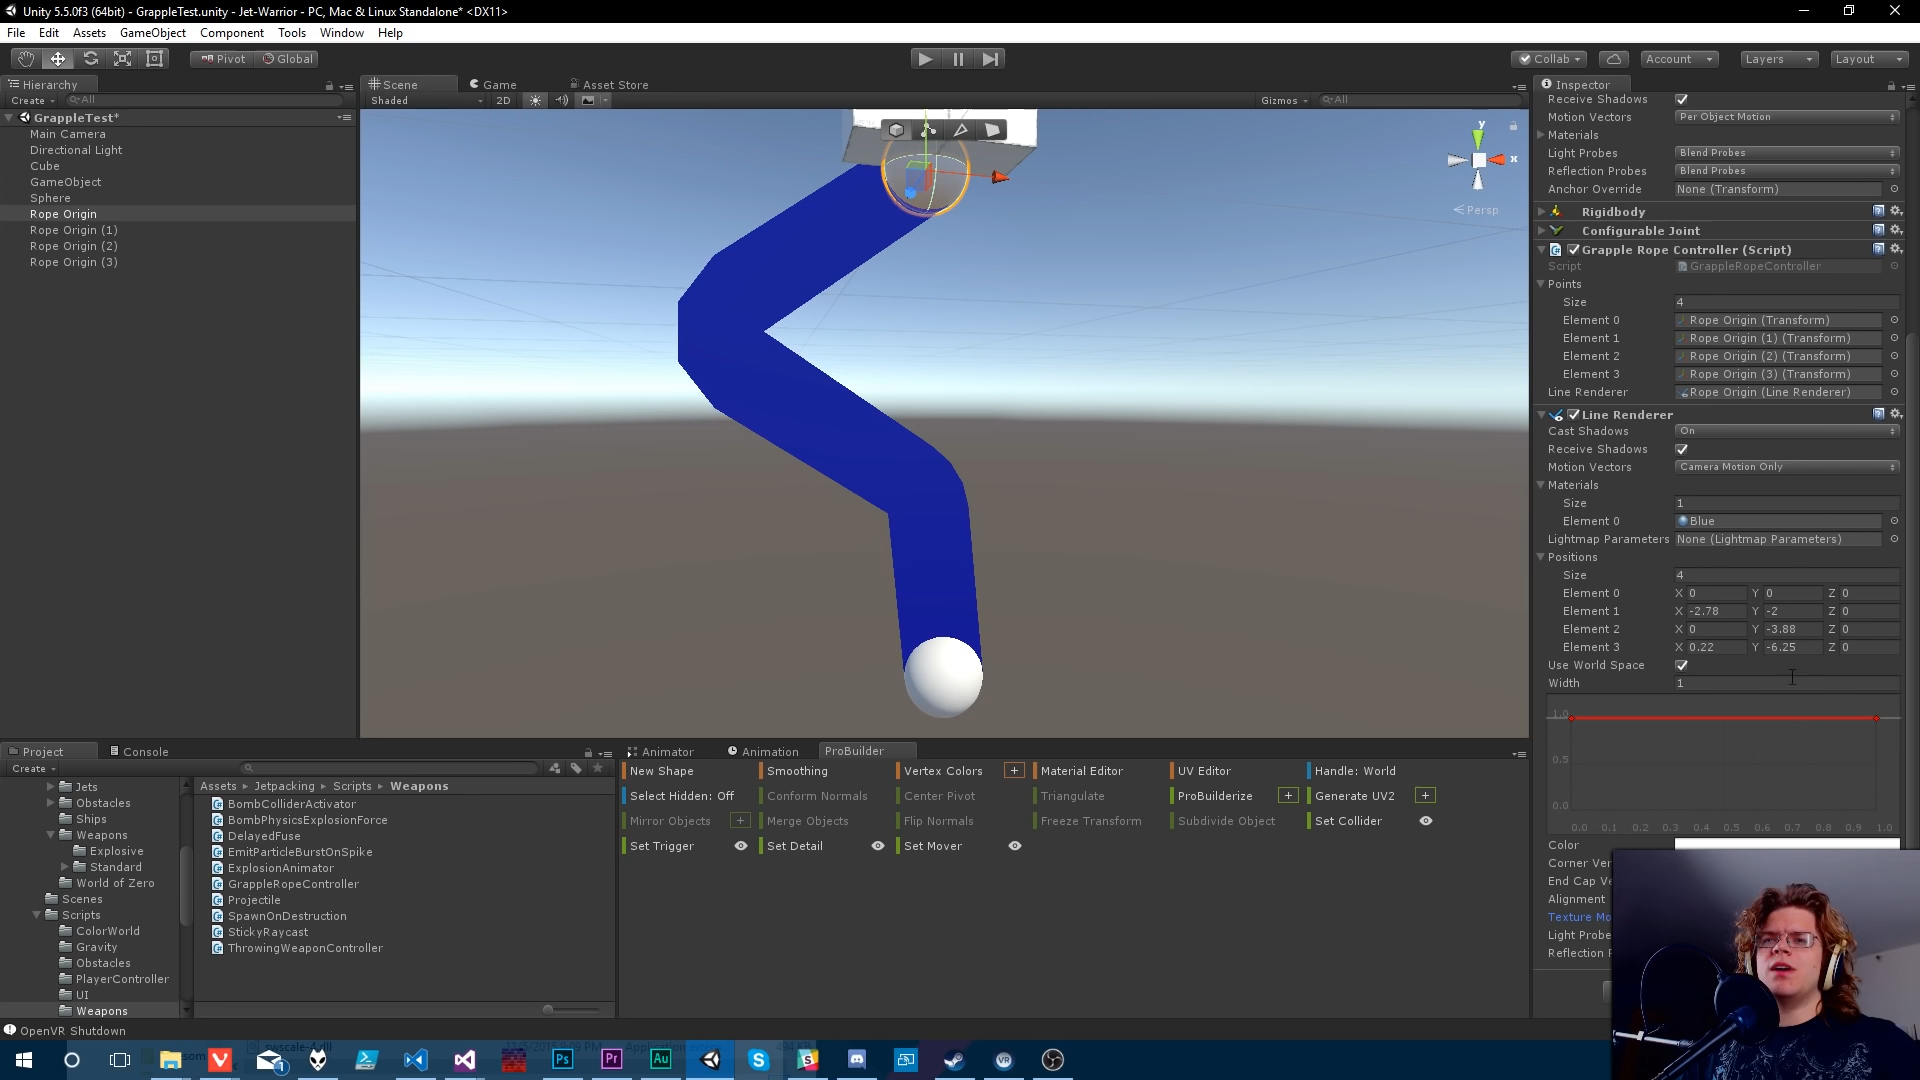 Unity 5.5.0f3 (64bit) - GrappleTest.unity - Jet-Warrior - PC, Mac & Linux Standalone* <DX11>
File Edit Assets GameObject Component Tools Window Help
Pivot Global Collab Account Layers Layout
Hierarchy
Create All
GrappleTest*
Main Camera
Directional Light
Cube
GameObject
Sphere
Rope Origin
Rope Origin (1)
Rope Origin (2)
Rope Origin (3)
Scene Game Asset Store
Shaded 2D Gizmos All
y
x
Persp
Inspector
Receive Shadows
Motion Vectors Per Object Motion
Materials
Light Probes Blend Probes
Reflection Probes Blend Probes
Anchor Override None (Transform)
Rigidbody
Configurable Joint
Grapple Rope Controller (Script)
Script GrappleRopeController
Points
Size 4
Element 0 Rope Origin (Transform)
Element 1 Rope Origin (1) (Transform)
Element 2 Rope Origin (2) (Transform)
Element 3 Rope Origin (3) (Transform)
Line Renderer Rope Origin (Line Renderer)
Line Renderer
Cast Shadows On
Receive Shadows
Motion Vectors Camera Motion Only
Materials
Size 1
Element 0 Blue
Lightmap Parameters None (Lightmap Parameters)
Positions
Size 4
Element 0 X 0 Y 0 Z 0
Element 1 X -2.78 Y -2 Z 0
Element 2 X 0 Y -3.88 Z 0
Element 3 X 0.22 Y -6.25 Z 0
Use World Space
Width 1
1.0
0.5
0.0
0.0 0.1 0.2 0.3 0.4 0.5 0.6 0.7 0.8 0.9 1.0
Color
Corner Ver
End Cap Ve
Alignment
Texture Mo
Light Probe
Reflection P
Project Console
Create
Jets
Obstacles
Ships
Weapons
Explosive
Standard
World of Zero
Scenes
Scripts
ColorWorld
Gravity
Obstacles
PlayerController
UI
Weapons
Assets Jetpacking Scripts Weapons
BombColliderActivator
BombPhysicsExplosionForce
DelayedFuse
EmitParticleBurstOnSpike
ExplosionAnimator
GrappleRopeController
Projectile
SpawnOnDestruction
StickyRaycast
ThrowingWeaponController
Animator Animation ProBuilder
New Shape Smoothing Vertex Colors + Material Editor UV Editor Handle: World
Select Hidden: Off Conform Normals Center Pivot Triangulate ProBuilderize + Generate UV2 +
Mirror Objects + Merge Objects Flip Normals Freeze Transform Subdivide Object Set Collider
Set Trigger Set Detail Set Mover
OpenVR Shutdown
Ps Pr Au